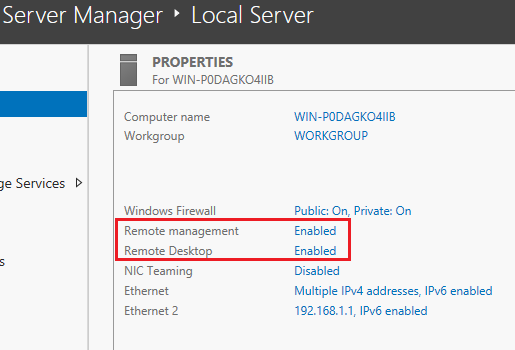 Server Manager ‣ Local Server
PROPERTIES
For WIN-P0DAGKO4IIB
Computer name WIN-P0DAGKO4IIB
Workgroup WORKGROUP
ge Services
Windows Firewall Public: On, Private: On
Remote management Enabled
Remote Desktop Enabled
s
NIC Teaming Disabled
Ethernet Multiple IPv4 addresses, IPv6 enabled
Ethernet 2 192.168.1.1, IPv6 enabled